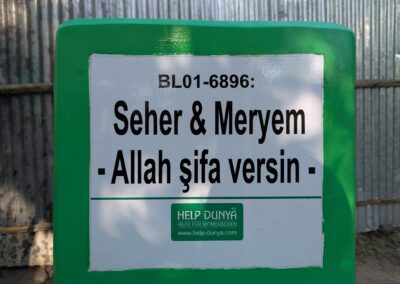 BL01-6896:
Seher & Meryem
- Allah şifa versin -
HELP DUNYA
HILFE FÜR MITMENSCHEN
www.help-dunya.com